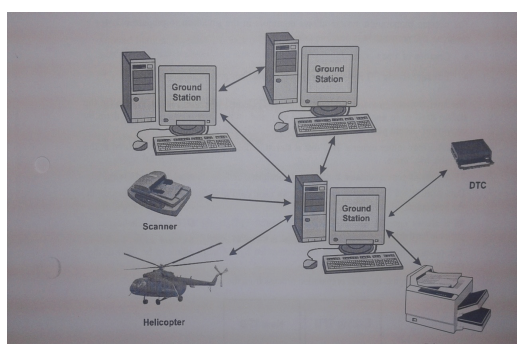 Ground
Station
Ground
Station
Ground
Station
DTC
Scanner
Helicopter